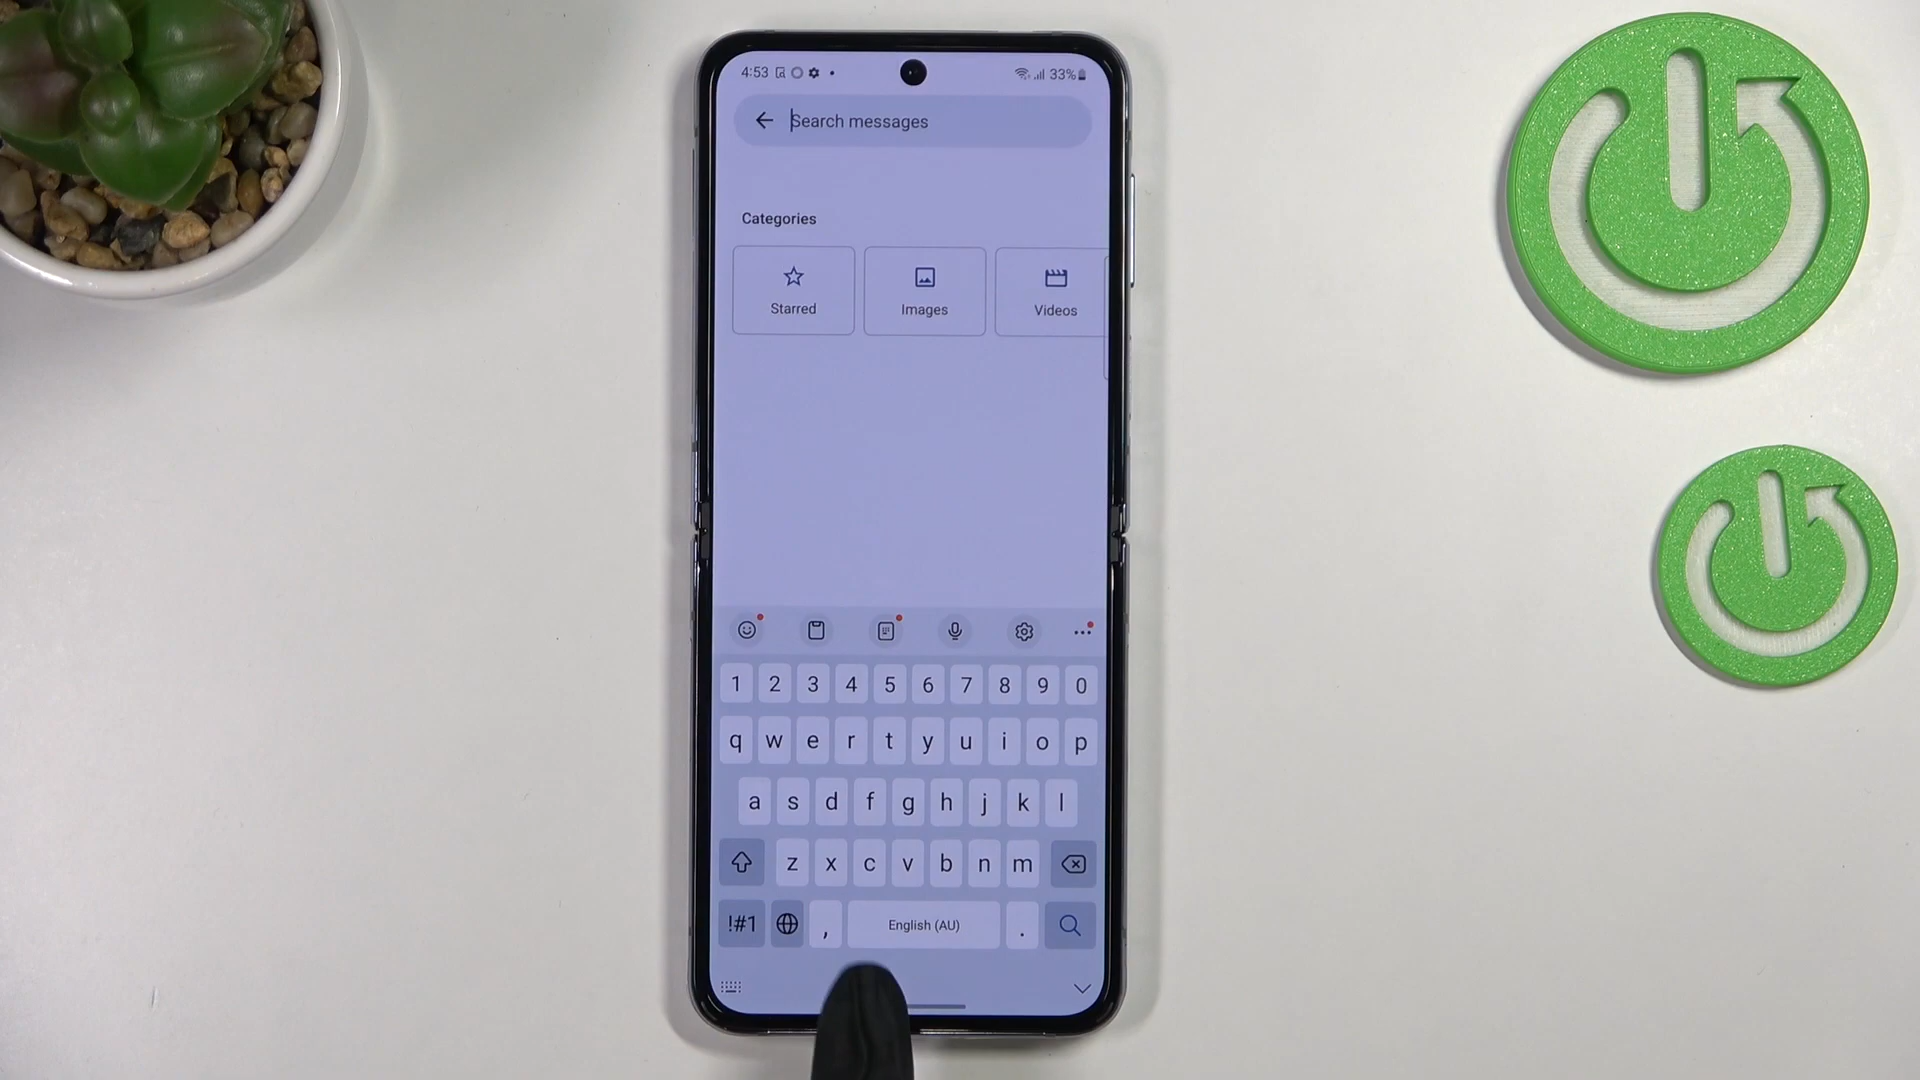 4:53 33%
Search messages
Categories
Starred Images Videos
1 2 3 4 5 6 7 8 9 0
q w e r t y u i o p
a s d f g h j k l
z x c v b n m
!#1 , English (AU) .